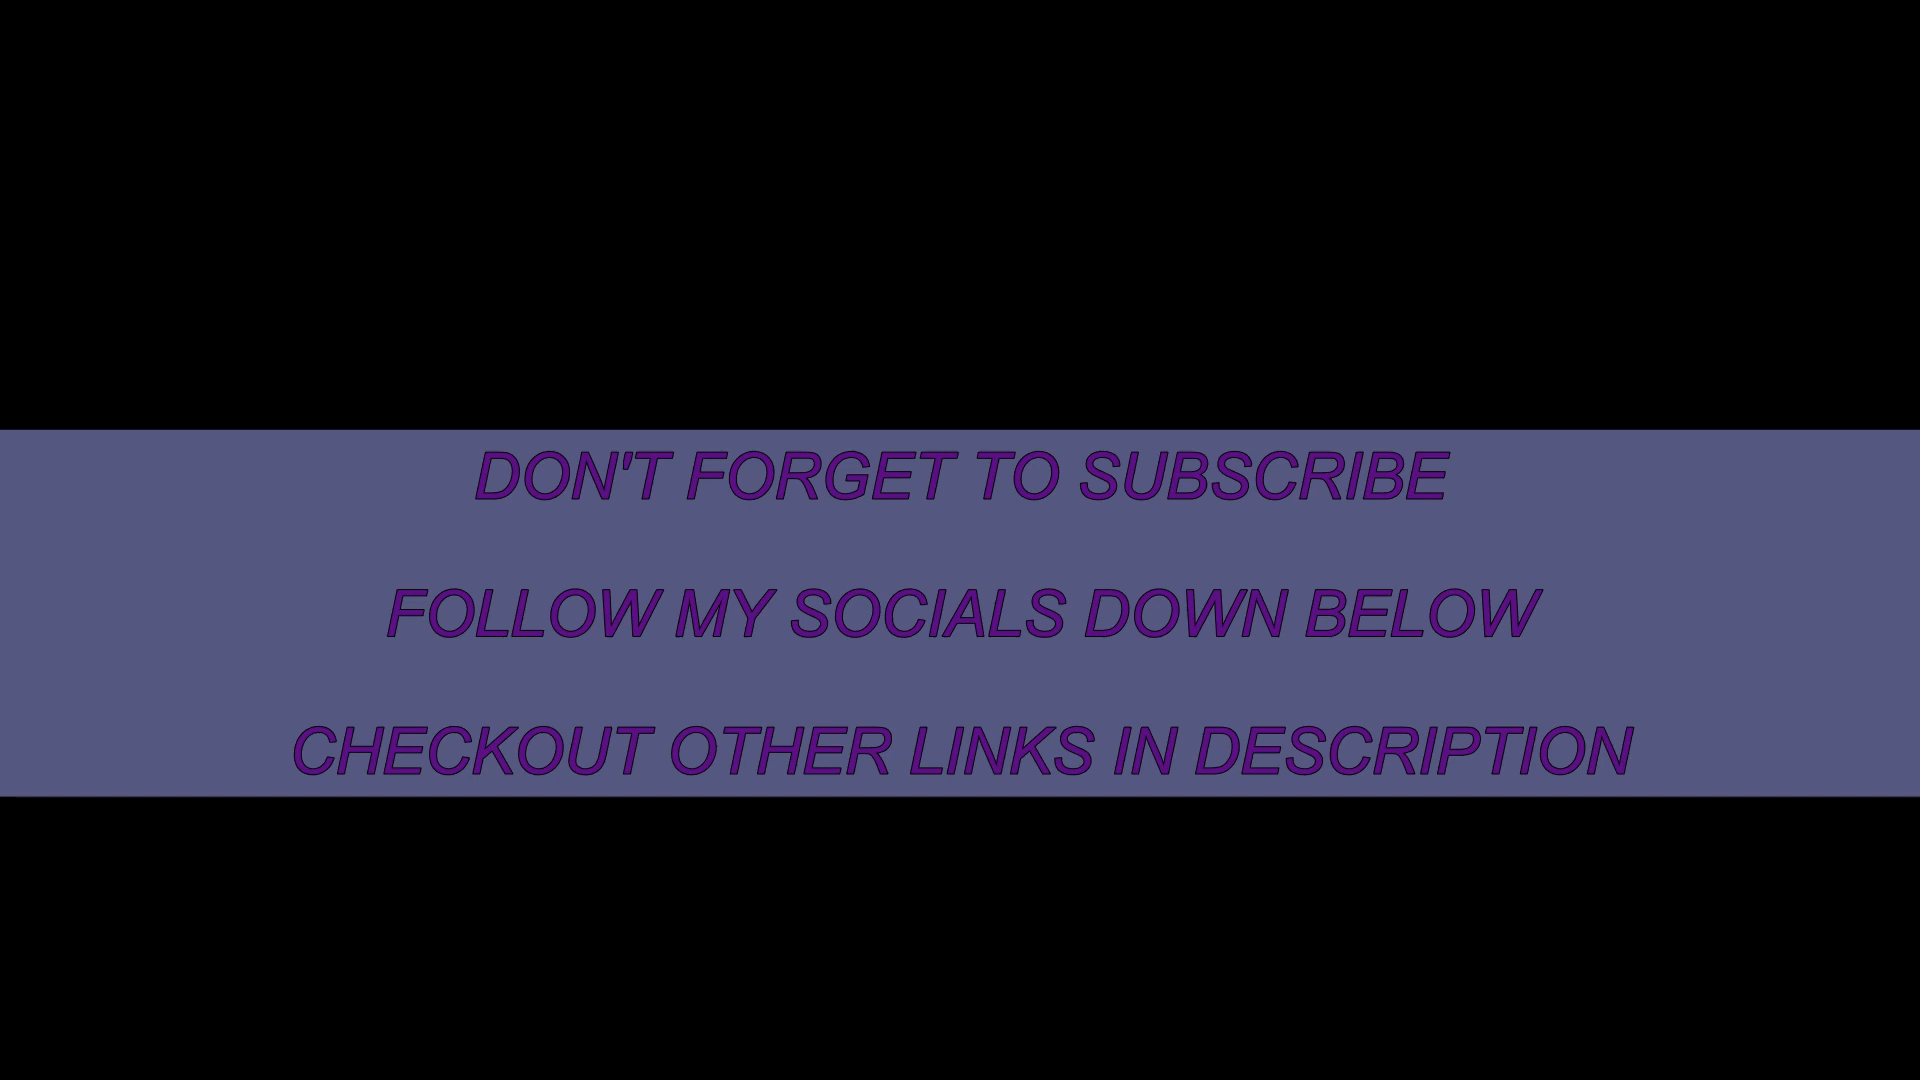 DON'T FORGET TO SUBSCRIBE
FOLLOW MY SOCIALS DOWN BELOW
CHECKOUT OTHER LINKS IN DESCRIPTION